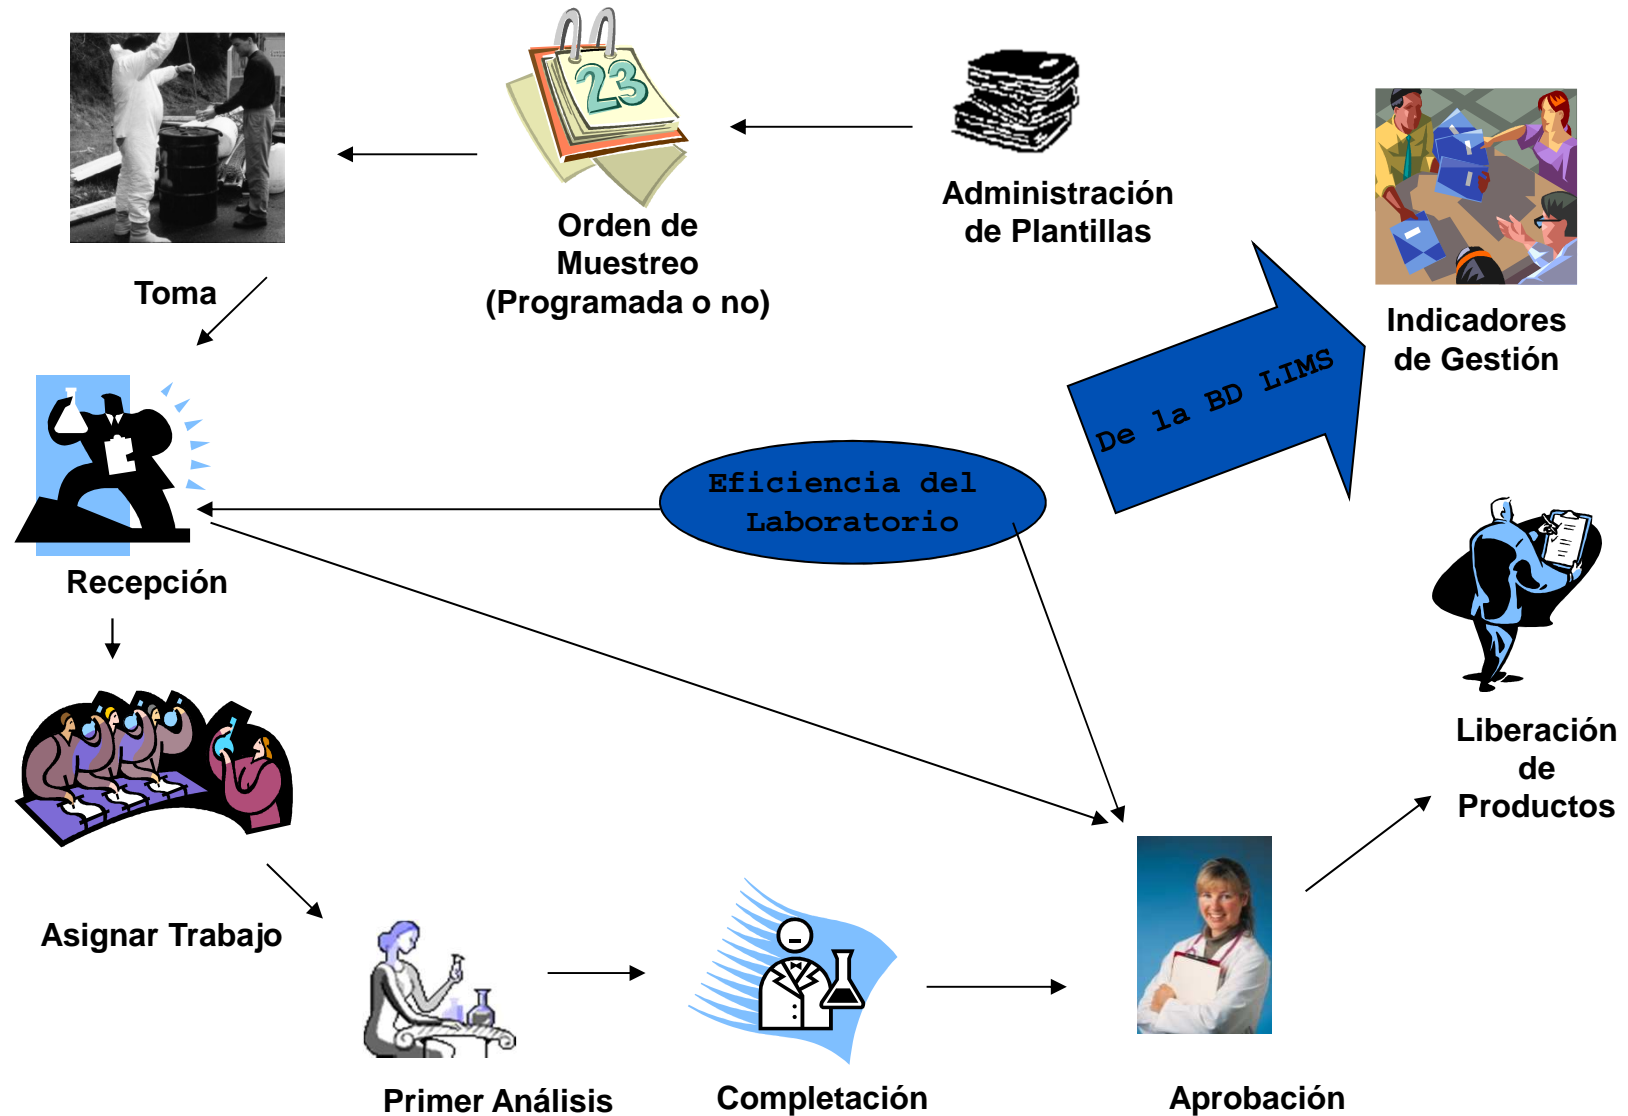 23
Administración
de Plantillas
Orden de
Muestreo
(Programada o no)
Toma
Indicadores
de Gestión
De la BD LIMS
Eficiencia del
Laboratorio
Recepción
Liberación
de
Productos
Asignar Trabajo
Primer Análisis
Completación
Aprobación